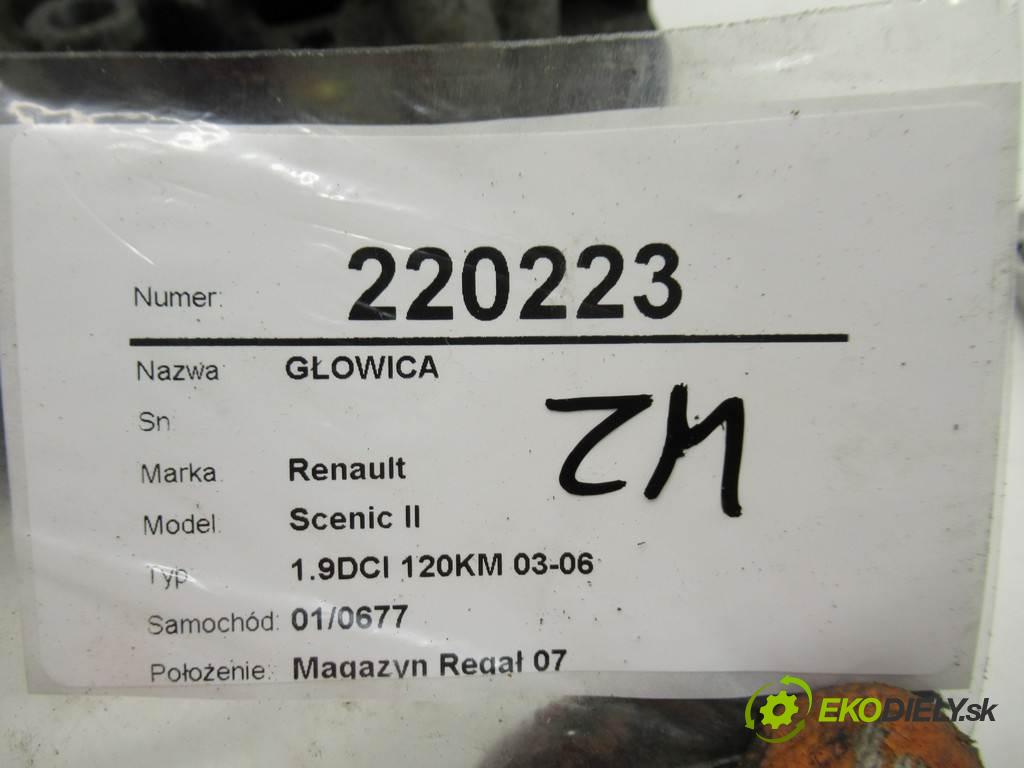 Numer: 220223
Nazwa: GŁOWICA
Sn
Marka: Renault
Model: Scenic II
Typ: 1.9DCI 120KM 03-06
Samochód: 01/0677
Położenie: Magazyn Regał 07
42
EKODIELY.sk